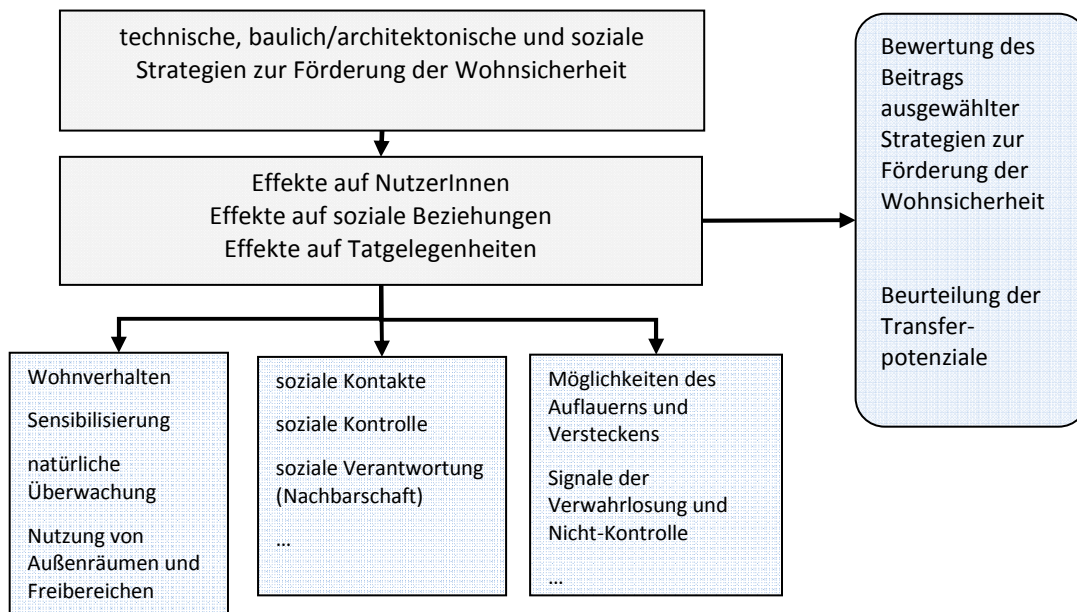 technische, baulich/architektonische und soziale
Strategien zur Förderung der Wohnsicherheit
Effekte auf NutzerInnen
Effekte auf soziale Beziehungen
Effekte auf Tatgelegenheiten
Bewertung des
Beitrags
ausgewählter
Strategien zur
Förderung der
Wohnsicherheit
Beurteilung der
Transfer-
potenziale
Wohnverhalten
Sensibilisierung
natürliche
Überwachung
Nutzung von
Außenräumen und
Freibereichen
soziale Kontakte
soziale Kontrolle
soziale Verantwortung
(Nachbarschaft)
...
Möglichkeiten des
Auflauerns und
Versteckens
Signale der
Verwahrlosung und
Nicht-Kontrolle
...